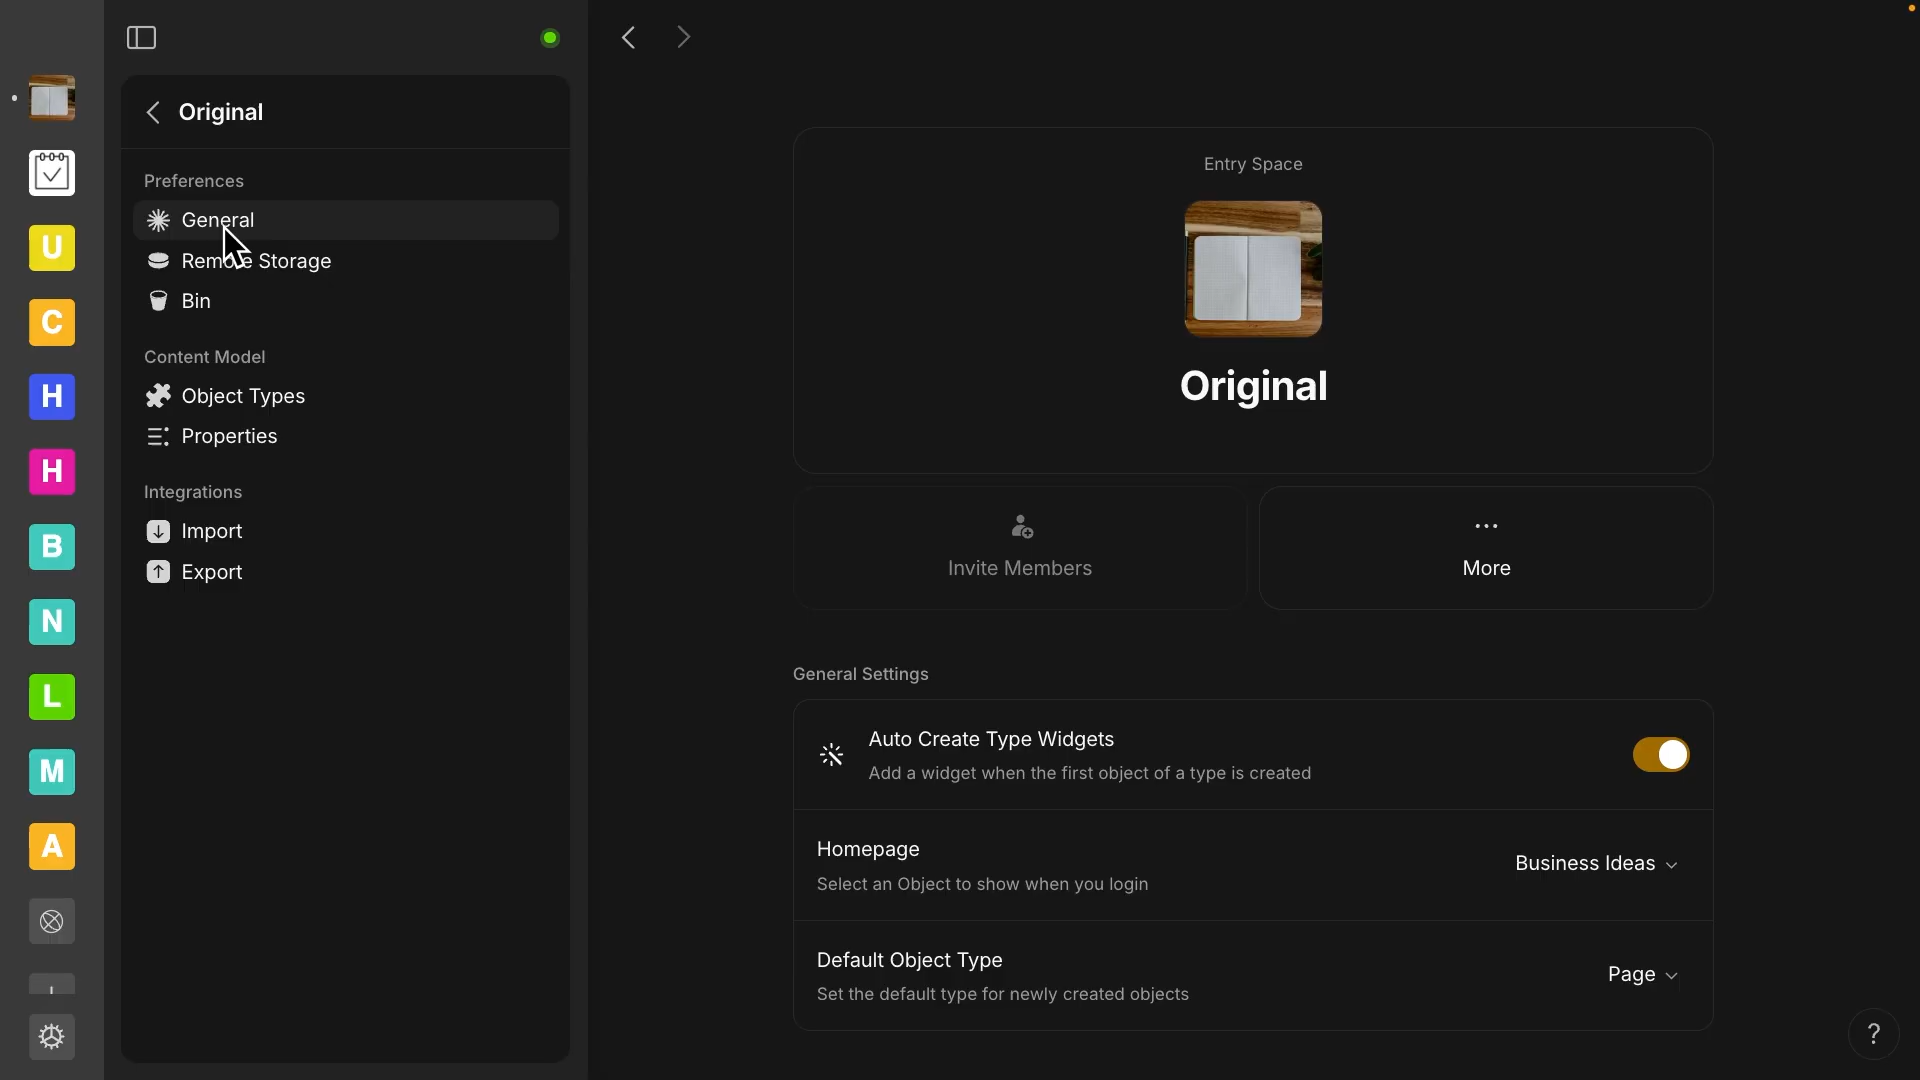 Original
Preferences
General
Remote Storage
Bin
Content Model
Object Types
Properties
Integrations
Import
Export
U
C
H
H
B
N
L
M
A
Entry Space
Original
Invite Members
More
General Settings
Auto Create Type Widgets
Add a widget when the first object of a type is created
Homepage
Select an Object to show when you login
Business Ideas
Default Object Type
Set the default type for newly created objects
Page
?